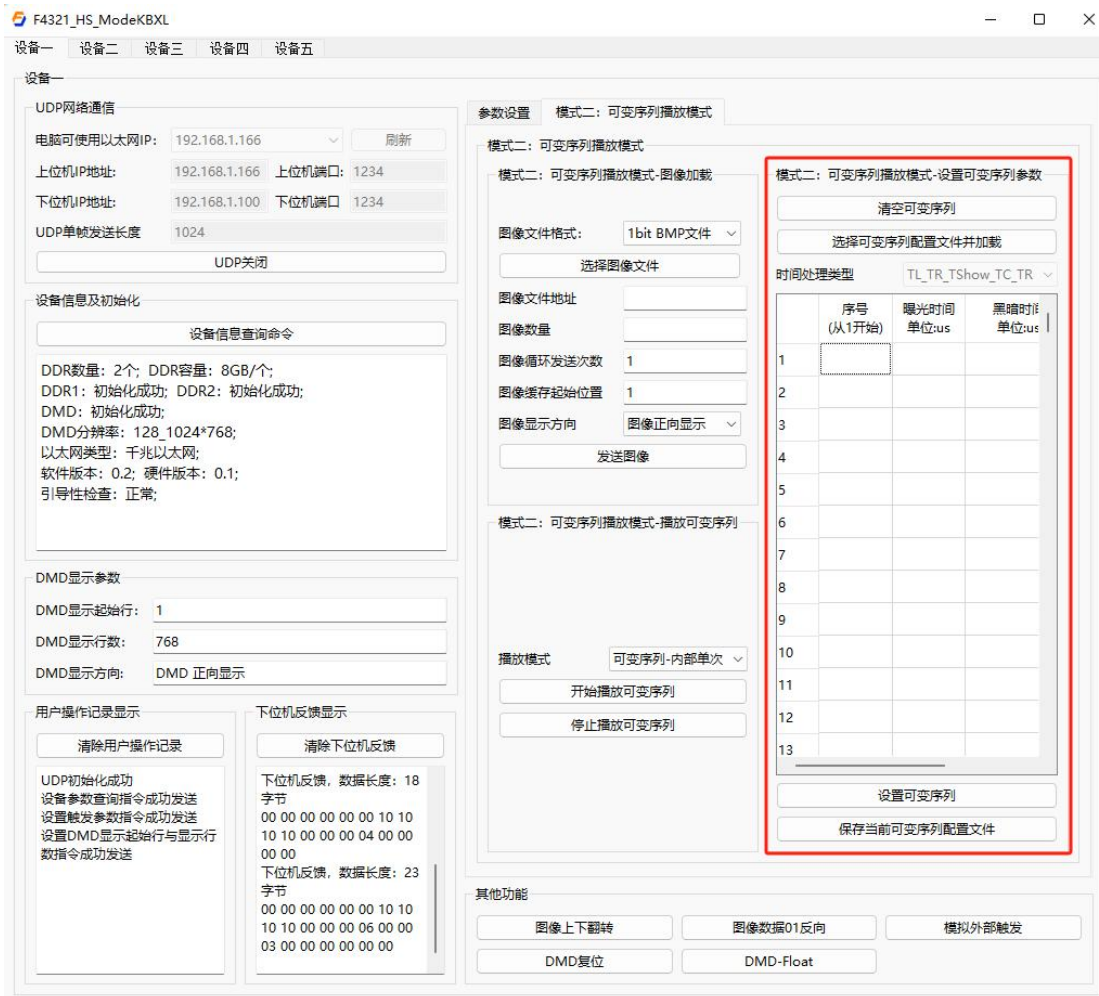 F4321_HS_ModeKBXL
设备一 设备二 设备三 设备四 设备五
设备一
UDP网络通信
电脑可使用以太网IP: 192.168.1.166 刷新
上位机IP地址: 192.168.1.166 上位机端口: 1234
下位机IP地址: 192.168.1.100 下位机端口 1234
UDP单帧发送长度 1024
UDP关闭
设备信息及初始化
设备信息查询命令
DDR数量: 2个; DDR容量: 8GB/个;
DDR1: 初始化成功; DDR2: 初始化成功;
DMD: 初始化成功;
DMD分辨率: 128_1024*768;
以太网类型: 千兆以太网;
软件版本: 0.2; 硬件版本: 0.1;
引导性检查: 正常;
DMD显示参数
DMD显示起始行: 1
DMD显示行数: 768
DMD显示方向: DMD 正向显示
用户操作记录显示
清除用户操作记录
UDP初始化成功
设备参数查询指令成功发送
设置触发参数指令成功发送
设置DMD显示起始行与显示行
数指令成功发送
下位机反馈显示
清除下位机反馈
下位机反馈, 数据长度: 18
字节
00 00 00 00 00 00 10 10
10 10 00 00 00 04 00 00
00 00
下位机反馈, 数据长度: 23
字节
00 00 00 00 00 00 10 10
10 10 00 00 00 06 00 00
03 00 00 00 00 00 00
参数设置 模式二: 可变序列播放模式
模式二: 可变序列播放模式
模式二: 可变序列播放模式-图像加载
图像文件格式: 1bit BMP文件
选择图像文件
图像文件地址
图像数量
图像循环发送次数 1
图像缓存起始位置 1
图像显示方向 图像正向显示
发送图像
模式二: 可变序列播放模式-播放可变序列
播放模式 可变序列-内部单次
开始播放可变序列
停止播放可变序列
模式二: 可变序列播放模式-设置可变序列参数
清空可变序列
选择可变序列配置文件并加载
时间处理类型 TL_TR_TShow_TC_TR
序号 曝光时间 黑暗时间
(从1开始) 单位:us 单位:us
1
2
3
4
5
6
7
8
9
10
11
12
13
设置可变序列
保存当前可变序列配置文件
其他功能
图像上下翻转 图像数据01反向 模拟外部触发
DMD复位 DMD-Float